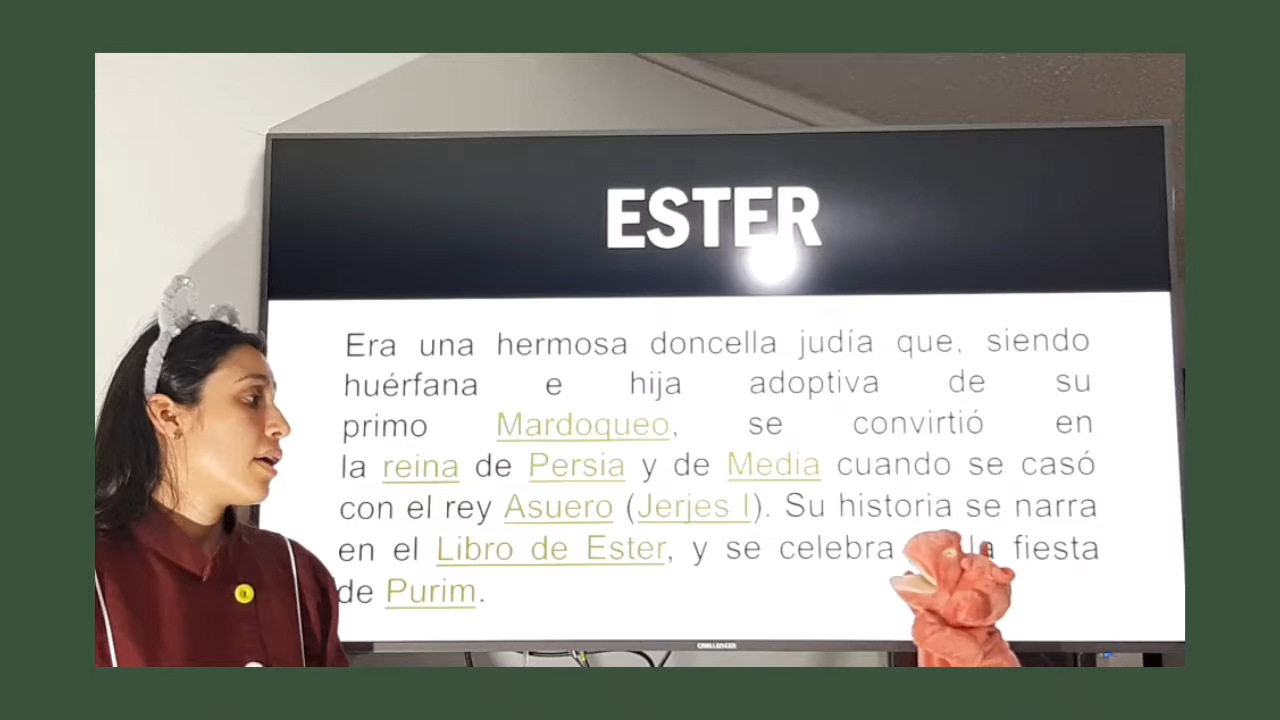 ESTER
Era una hermosa doncella judía que, siendo
huérfana e hija adoptiva de su
primo Mardoqueo, se convirtió en
la reina de Persia y de Media cuando se casó
con el rey Asuero (Jerjes I). Su historia se narra
en el Libro de Ester, y se celebra la fiesta
de Purim.
CHALLENGER